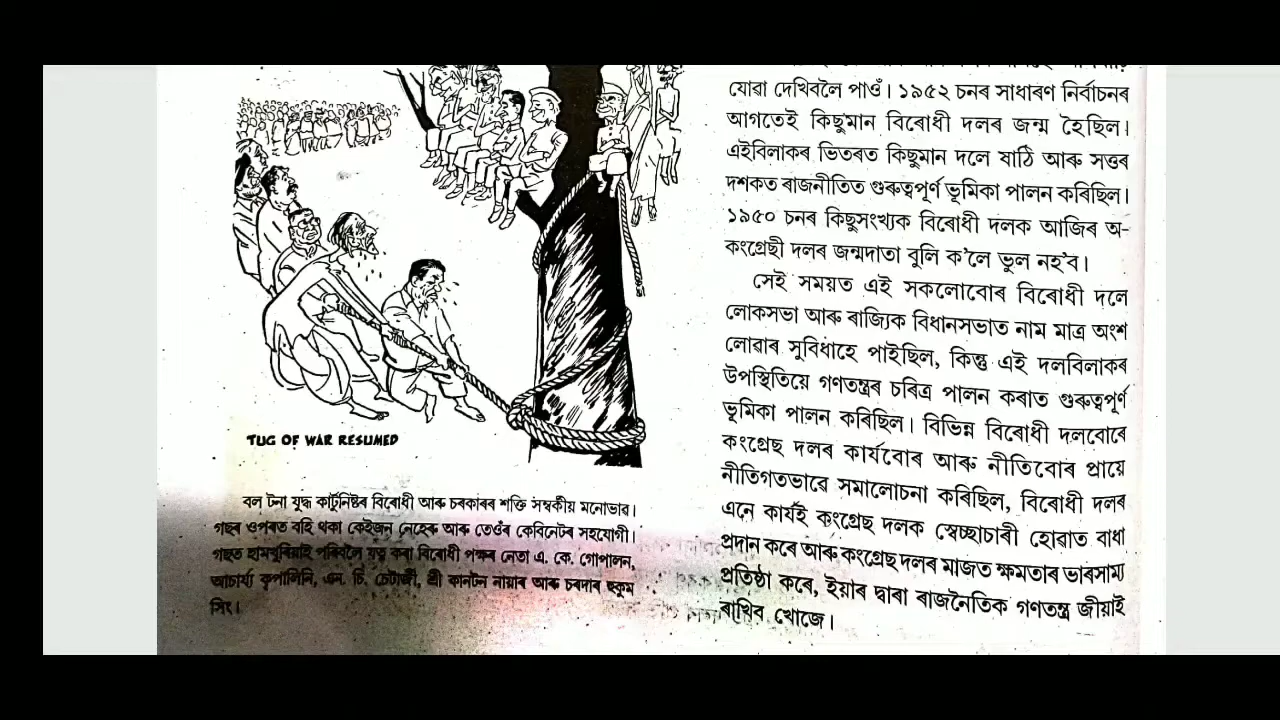 TUG OF WAR RESUMED
বল টনা যুদ্ধ কার্টুনিষ্টৰ বিৰোধী আৰু চৰকাৰৰ শক্তি সম্বন্ধীয় মনোভাৱ।
গছৰ ওপৰত বহি থকা কেইজন নেহেৰু আৰু তেওঁৰ কেবিনেটৰ সহযোগী।
গছত হামখুৰিয়াই পৰিবলৈ যত্ন কৰা বিৰোধী পক্ষৰ নেতা এ. কে. গোপালন,
আচাৰ্য্য কৃপালিনি, এন. চি. চেটাৰ্জী, শ্ৰী কানটন নায়াৰ আৰু চৰদাৰ হুকুম
সিং।
যোৱা দেখিবলৈ পাওঁ। ১৯৫২ চনৰ সাধাৰণ নিৰ্বাচনৰ
আগতেই কিছুমান বিৰোধী দলৰ জন্ম হৈছিল।
এইবিলাকৰ ভিতৰত কিছুমান দলে ষাঠি আৰু সত্তৰ
দশকত ৰাজনীতিত গুৰুত্বপূৰ্ণ ভূমিকা পালন কৰিছিল।
১৯৫০ চনৰ কিছুসংখ্যক বিৰোধী দলক আজিৰ অ-
কংগ্ৰেছী দলৰ জন্মদাতা বুলি ক'লৈ ভুল নহ'ব।
সেই সময়ত এই সকলোবোৰ বিৰোধী দলে
লোকসভা আৰু ৰাজ্যিক বিধানসভাত নাম মাত্ৰ অংশ
লোৱাৰ সুবিধাহে পাইছিল, কিন্তু এই দলবিলাকৰ
উপস্থিতিয়ে গণতন্ত্ৰৰ চৰিত্ৰ পালন কৰাত গুৰুত্বপূৰ্ণ
ভূমিকা পালন কৰিছিল। বিভিন্ন বিৰোধী দলবোৰে
কংগ্ৰেছ দলৰ কাৰ্যবোৰ আৰু নীতিবোৰ প্ৰায়ে
নীতিগতভাৱে সমালোচনা কৰিছিল, বিৰোধী দলৰ
এনে কাৰ্যই কংগ্ৰেছ দলক স্বেচ্ছাচাৰী হোৱাত বাধা
প্ৰদান কৰে আৰু কংগ্ৰেছ দলৰ মাজত ক্ষমতাৰ ভাৰসাম্য
প্ৰতিষ্ঠা কৰে, ইয়াৰ দ্বাৰা ৰাজনৈতিক গণতন্ত্ৰ জীয়াই
ৰাখিব খোজে।